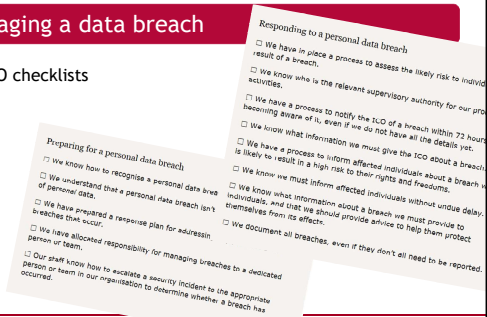 aging a data breach
O checklists
Preparing for a personal data breach
☐ We know how to recognise a personal data brea
☐ We understand that a personal data breach isn't
of personal data.
☐ We have prepared a response plan for addressin
breaches that occur.
☐ We have allocated responsibility for managing breaches to a dedicated
person or team.
☐ Our staff know how to escalate a security incident to the appropriate
person or team in our organisation to determine whether a breach has
occurred.
Responding to a personal data breach
☐ We have in place a process to assess the likely risk to individ
result of a breach.
☐ We know who is the relevant supervisory authority for our pro
activities.
☐ We have a process to notify the ICO of a breach within 72 hours
becoming aware of it, even if we do not have all the details yet.
☐ We know what information we must give the ICO about a breach.
☐ We have a process to inform affected individuals about a breach w
is likely to result in a high risk to their rights and freedoms.
☐ We know we must inform affected individuals without undue delay.
☐ We know what information about a breach we must provide to
individuals, and that we should provide advice to help them protect
themselves from its effects.
☐ We document all breaches, even if they don't all need to be reported.